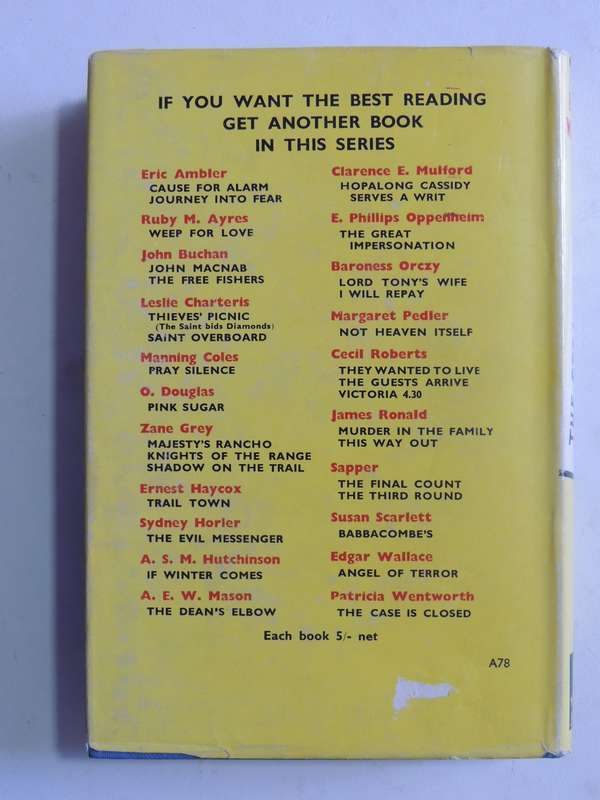 IF YOU WANT THE BEST READING
GET ANOTHER BOOK
IN THIS SERIES
Eric Ambler
CAUSE FOR ALARM
JOURNEY INTO FEAR
Ruby M. Ayres
WEEP FOR LOVE
John Buchan
JOHN MACNAB
THE FREE FISHERS
Leslie Charteris
THIEVES' PICNIC
(The Saint bids Diamonds)
SAINT OVERBOARD
Manning Coles
PRAY SILENCE
O. Douglas
PINK SUGAR
Zane Grey
MAJESTY'S RANCHO
KNIGHTS OF THE RANGE
SHADOW ON THE TRAIL
Ernest Haycox
TRAIL TOWN
Sydney Horler
THE EVIL MESSENGER
A. S. M. Hutchinson
IF WINTER COMES
A. E. W. Mason
THE DEAN'S ELBOW
Clarence E. Mulford
HOPALONG CASSIDY
SERVES A WRIT
E. Phillips Oppenheim
THE GREAT
IMPERSONATION
Baroness Orczy
LORD TONY'S WIFE
I WILL REPAY
Margaret Pedler
NOT HEAVEN ITSELF
Cecil Roberts
THEY WANTED TO LIVE
THE GUESTS ARRIVE
VICTORIA 4.30
James Ronald
MURDER IN THE FAMILY
THIS WAY OUT
Sapper
THE FINAL COUNT
THE THIRD ROUND
Susan Scarlett
BABBACOMBE'S
Edgar Wallace
ANGEL OF TERROR
Patricia Wentworth
THE CASE IS CLOSED
Each book 5/- net
A78